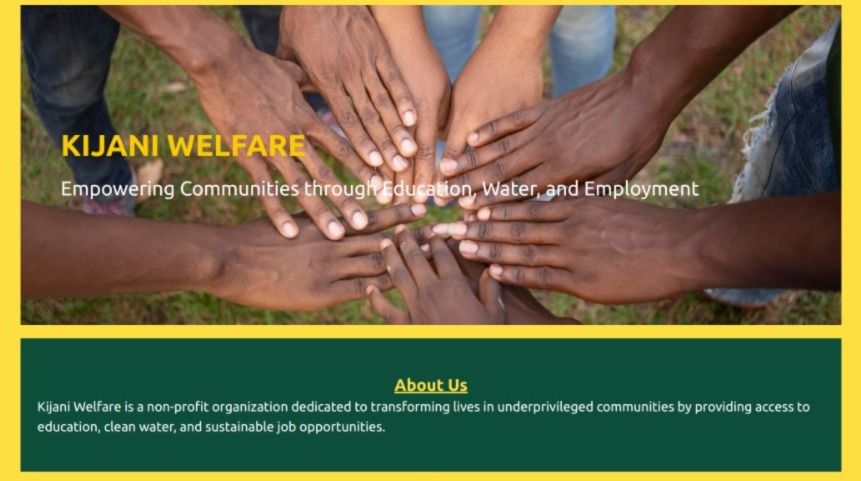 KIJANI WELFARE
Empowering Communities through Education, Water, and Employment
About Us
Kijani Welfare is a non-profit organization dedicated to transforming lives in underprivileged communities by providing access to
education, clean water, and sustainable job opportunities.